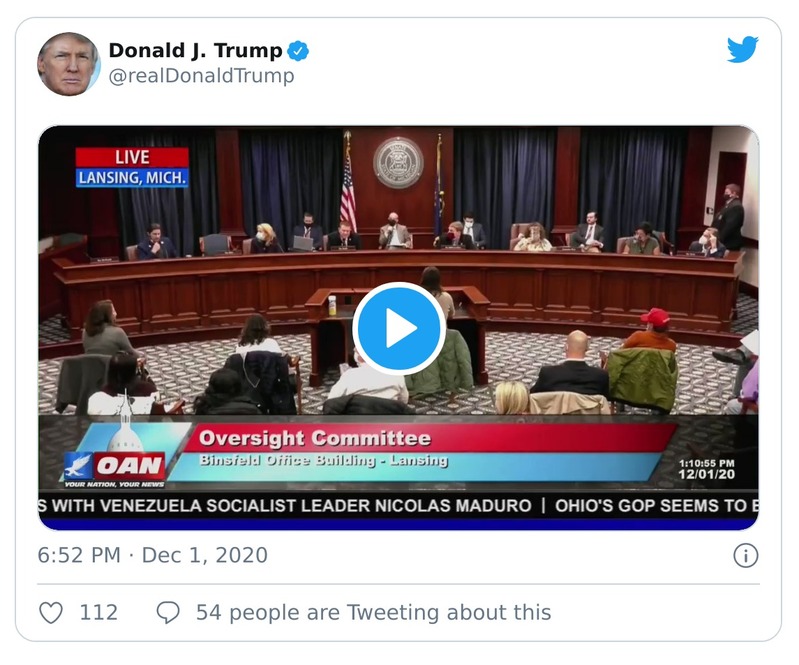 Donald J. Trump
@realDonaldTrump
LIVE
LANSING, MICH.
Oversight Committee
Binsfeld Office Building - Lansing
OAN
YOUR NATION, YOUR NEWS
1:10:55 PM
12/01/20
S WITH VENEZUELA SOCIALIST LEADER NICOLAS MADURO | OHIO'S GOP SEEMS TO
6:52 PM · Dec 1, 2020
112
54 people are Tweeting about this